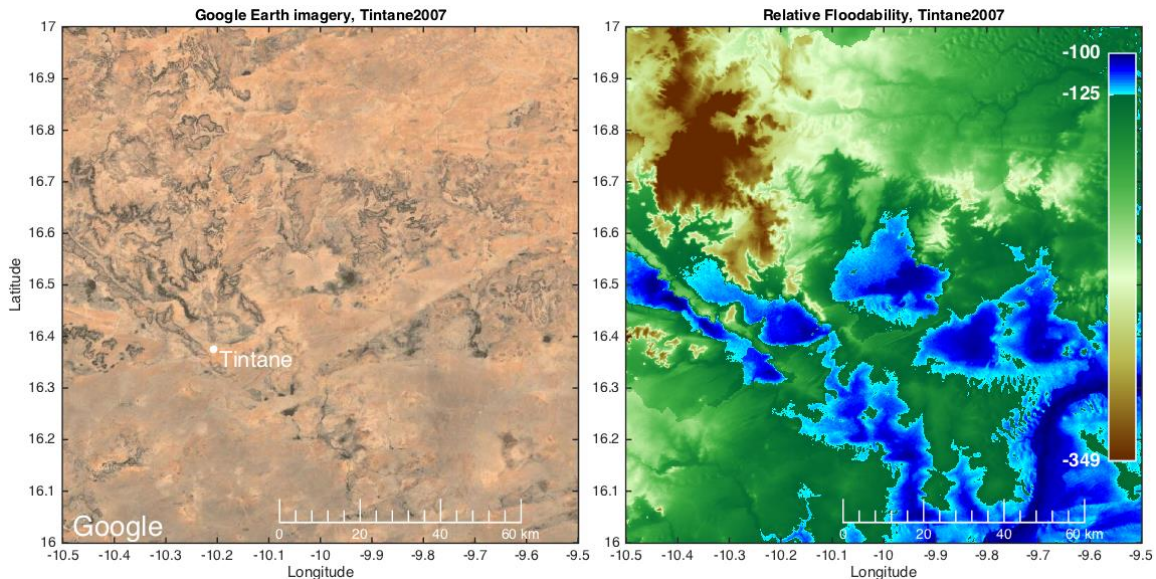 Google Earth imagery, Tintane2007
17
16.9
16.8
16.7
16.6
16.5
16.4
16.3
16.2
16.1
16
Latitude
Tintane
Google
0 20 40 60 km
-10.5 -10.4 -10.3 -10.2 -10.1 -10 -9.9 -9.8 -9.7 -9.6 -9.5
Longitude
Relative Floodability, Tintane2007
17
16.9
16.8
16.7
16.6
16.5
16.4
16.3
16.2
16.1
16
-100
-125
-349
0 20 40 60 km
-10.5 -10.4 -10.3 -10.2 -10.1 -10 -9.9 -9.8 -9.7 -9.6 -9.5
Longitude